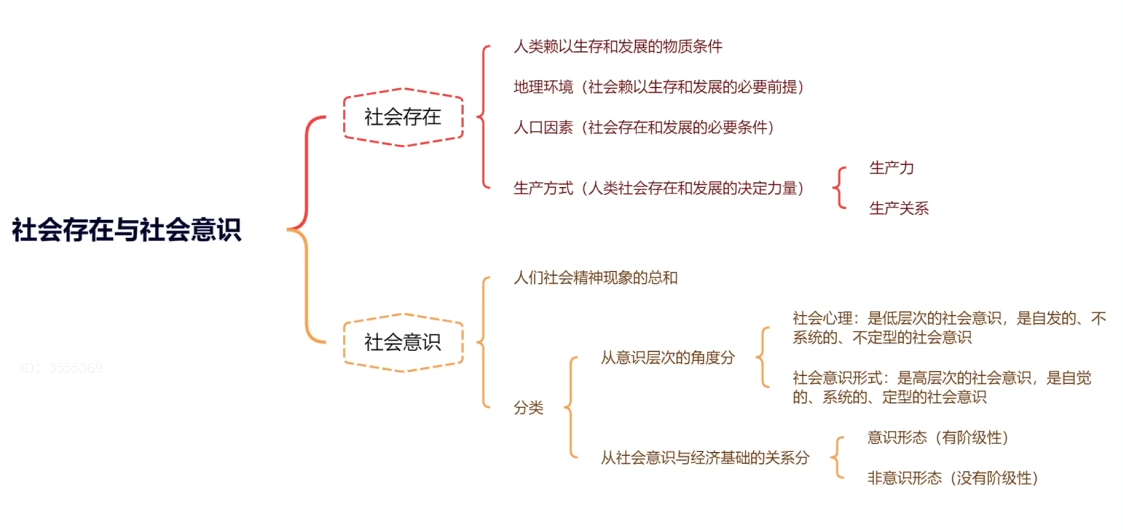 社会存在与社会意识
社会存在
人类赖以生存和发展的物质条件
地理环境（社会赖以生存和发展的必要前提）
人口因素（社会存在和发展的必要条件）
生产方式（人类社会存在和发展的决定力量）
生产力
生产关系
社会意识
人们社会精神现象的总和
分类
从意识层次的角度分
社会心理：是低层次的社会意识，是自发的、不
系统的、不定型的社会意识
社会意识形式：是高层次的社会意识，是自觉
的、系统的、定型的社会意识
从社会意识与经济基础的关系分
意识形态（有阶级性）
非意识形态（没有阶级性）
ID：3555369